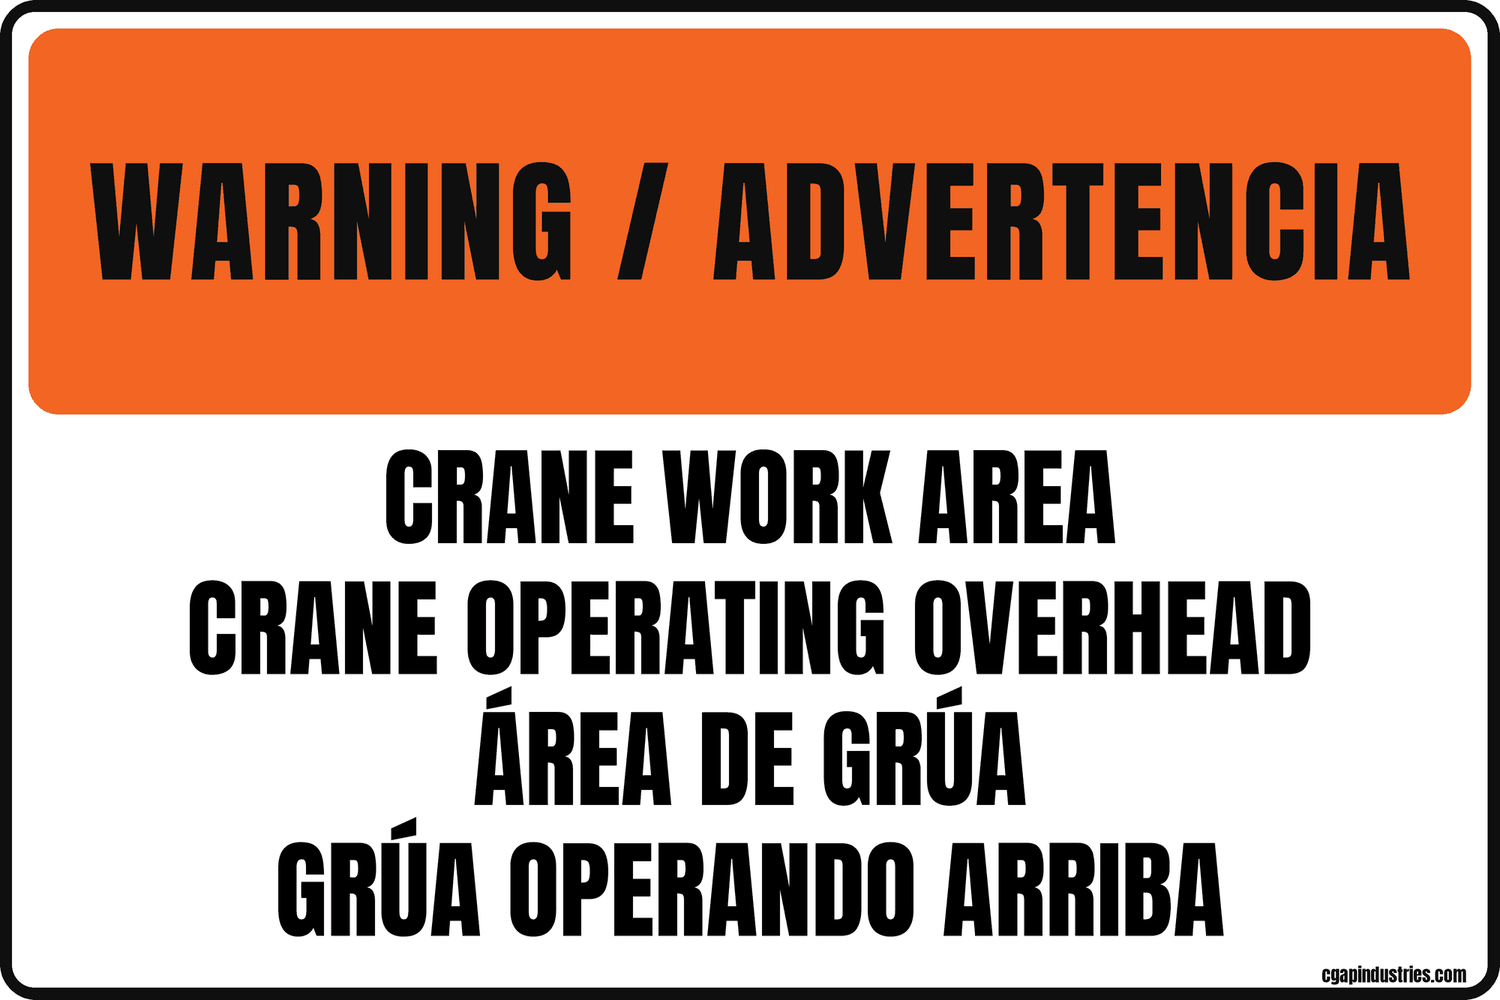 WARNING / ADVERTENCIA
CRANE WORK AREA
CRANE OPERATING OVERHEAD
ÁREA DE GRÚA
GRÚA OPERANDO ARRIBA
cgapindustries.com